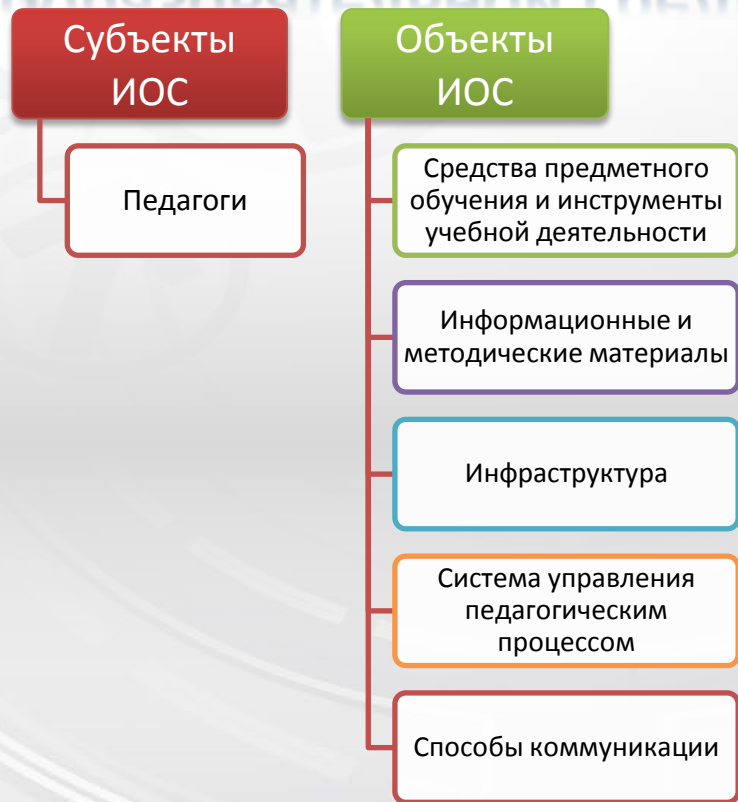 Субъекты
ИОС
Педагоги
Объекты
ИОС
Средства предметного
обучения и инструменты
учебной деятельности
Информационные и
методические материалы
Инфраструктура
Система управления
педагогическим
процессом
Способы коммуникации